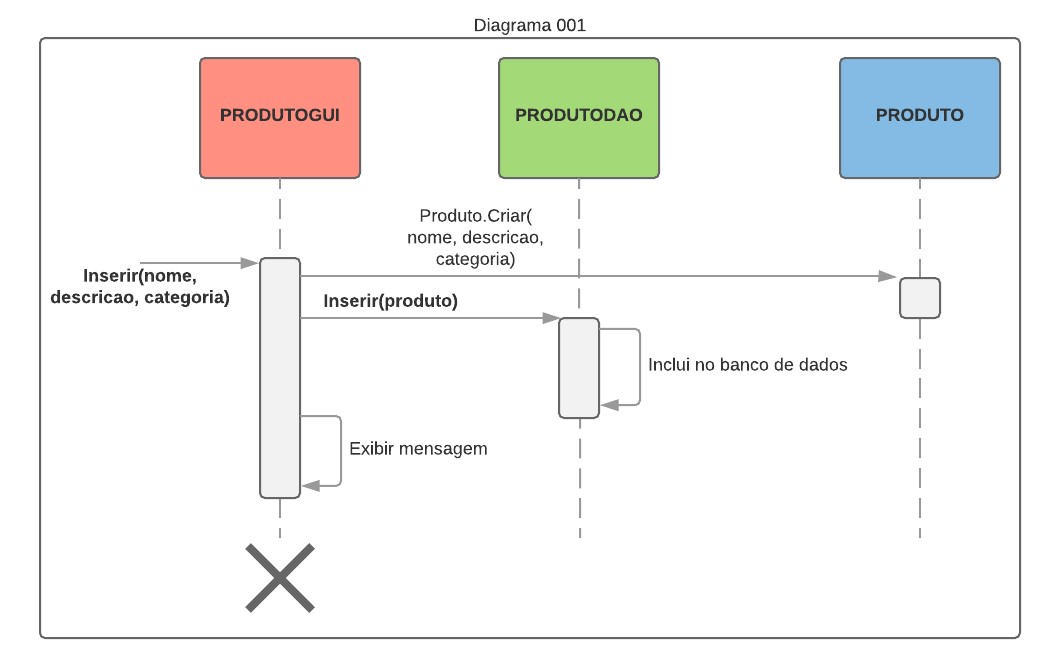 Diagrama 001
PRODUTOGUI
PRODUTODAO
PRODUTO
Produto.Criar(
nome, descricao,
categoria)
Inserir(nome,
descricao, categoria)
Inserir(produto)
Inclui no banco de dados
Exibir mensagem